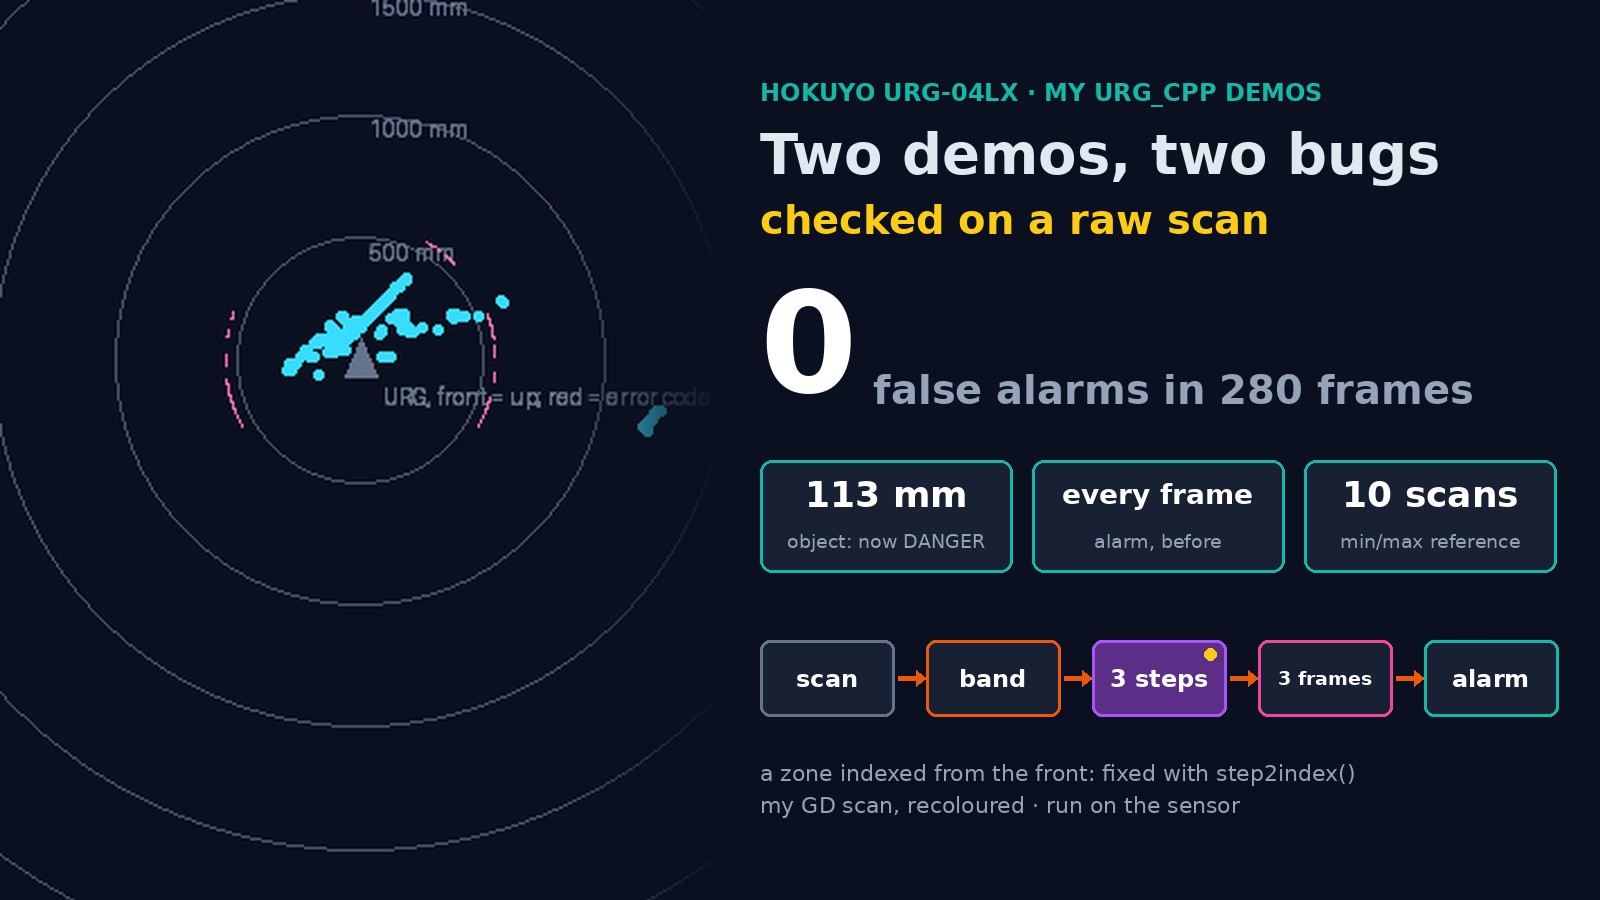 1500 mm
1000 mm
500 mm
URG, front = up; red = error code
HOKUYO URG-04LX · MY URG_CPP DEMOS
Two demos, two bugs
checked on a raw scan
0 false alarms in 280 frames
113 mm
object: now DANGER
every frame
alarm, before
10 scans
min/max reference
scan
band
3 steps
3 frames
alarm
a zone indexed from the front: fixed with step2index()
my GD scan, recoloured · run on the sensor